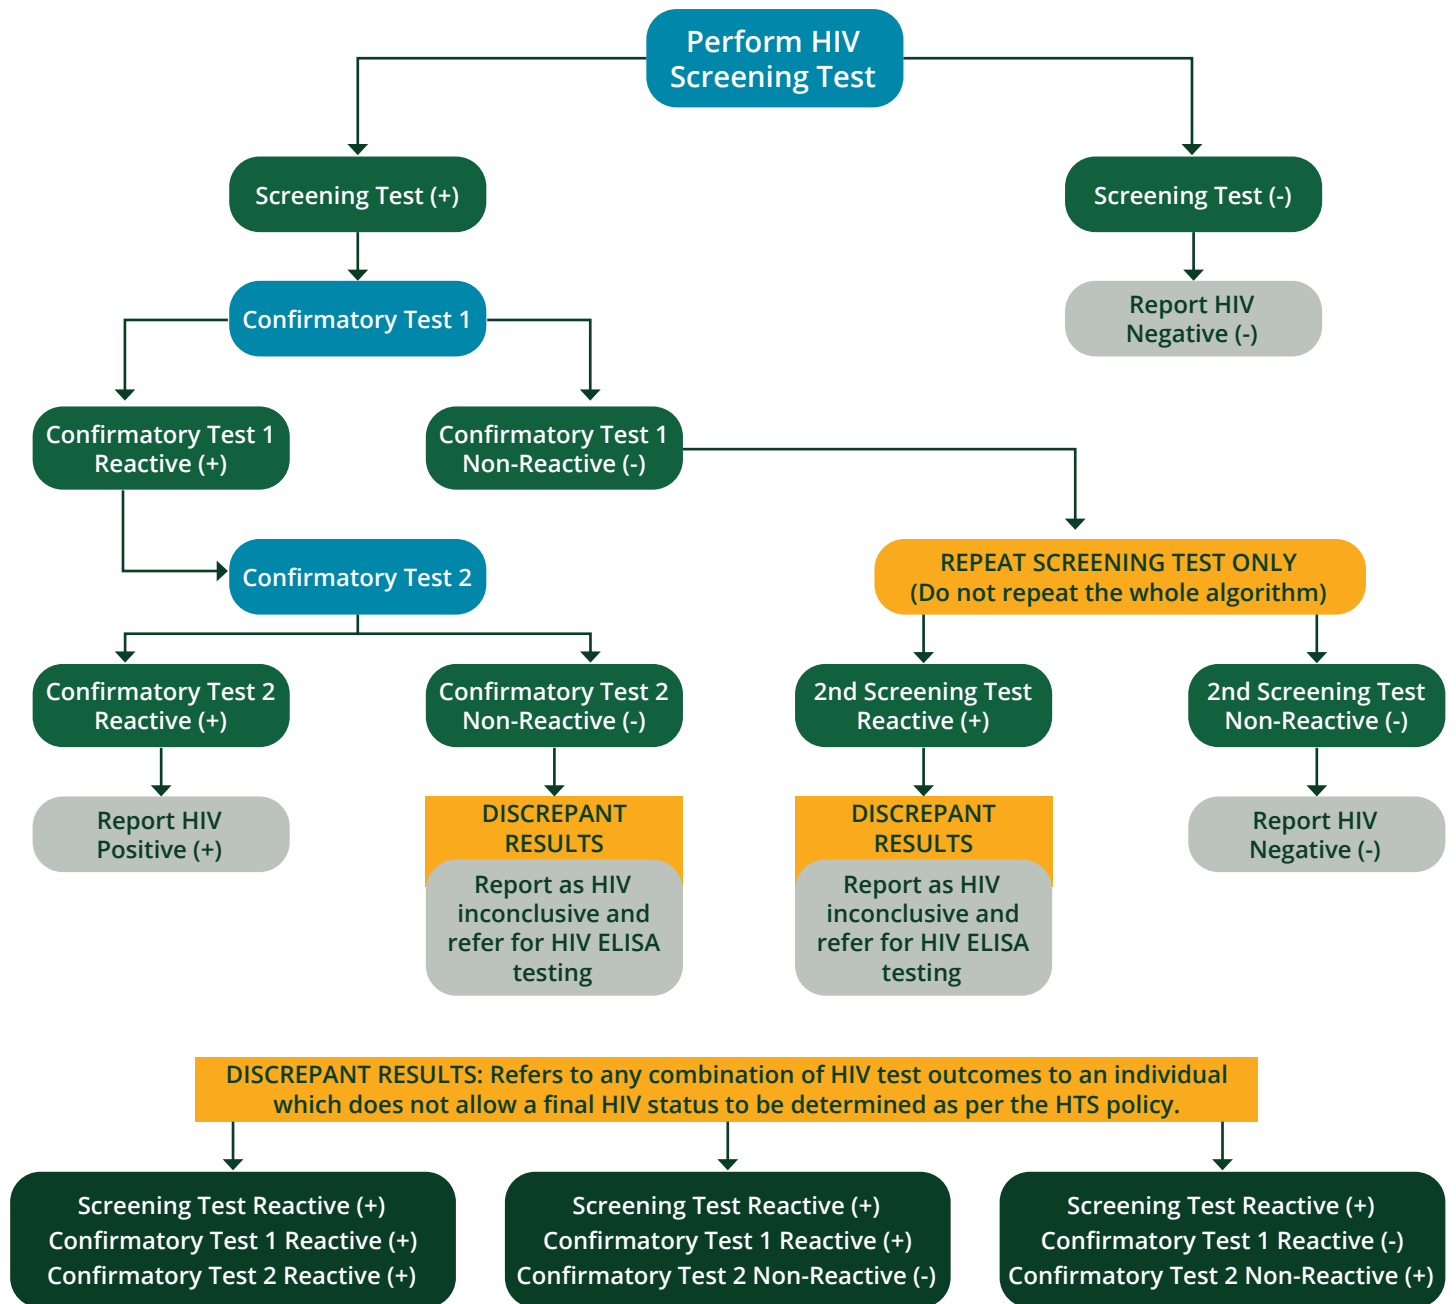 Perform HIV
Screening Test
Screening Test (+)
Screening Test (-)
Confirmatory Test 1
Report HIV
Negative (-)
Confirmatory Test 1
Reactive (+)
Confirmatory Test 1
Non-Reactive (-)
Confirmatory Test 2
REPEAT SCREENING TEST ONLY
(Do not repeat the whole algorithm)
Confirmatory Test 2
Reactive (+)
Confirmatory Test 2
Non-Reactive (-)
2nd Screening Test
Reactive (+)
2nd Screening Test
Non-Reactive (-)
Report HIV
Positive (+)
DISCREPANT
RESULTS
Report as HIV
inconclusive and
refer for HIV ELISA
testing
DISCREPANT
RESULTS
Report as HIV
inconclusive and
refer for HIV ELISA
testing
Report HIV
Negative (-)
DISCREPANT RESULTS: Refers to any combination of HIV test outcomes to an individual
which does not allow a final HIV status to be determined as per the HTS policy.
Screening Test Reactive (+)
Confirmatory Test 1 Reactive (+)
Confirmatory Test 2 Reactive (+)
Screening Test Reactive (+)
Confirmatory Test 1 Reactive (+)
Confirmatory Test 2 Non-Reactive (-)
Screening Test Reactive (+)
Confirmatory Test 1 Reactive (-)
Confirmatory Test 2 Non-Reactive (+)